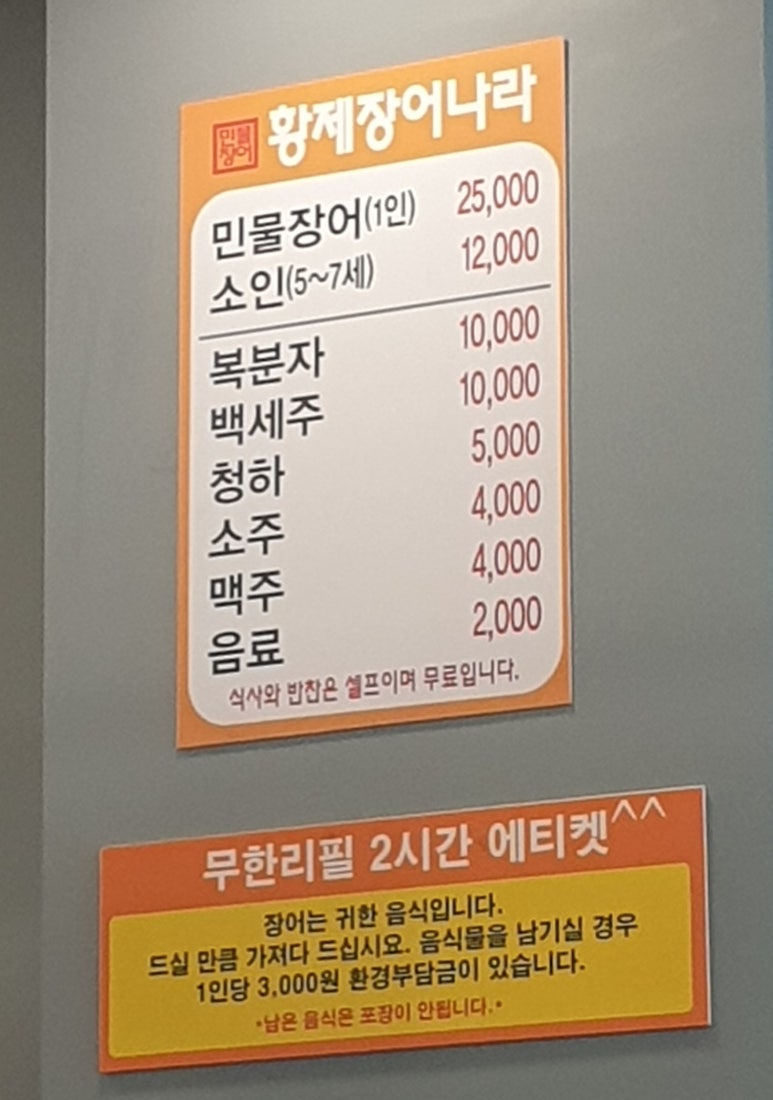 민물장어 황제장어나라
민물장어(1인) 25,000
소인(5~7세) 12,000
복분자 10,000
백세주 10,000
청하 5,000
소주 4,000
맥주 4,000
음료 2,000
식사와 반찬은 셀프이며 무료입니다.
무한리필 2시간 에티켓^^
장어는 귀한 음식입니다.
드실 만큼 가져다 드십시요. 음식물을 남기실 경우
1인당 3,000원 환경부담금이 있습니다.
*남은 음식은 포장이 안됩니다.*